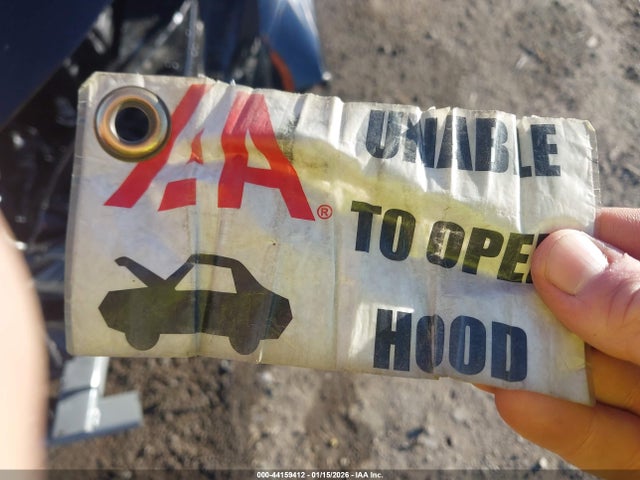 IAA®
UNABLE
TO OPEN
HOOD
000-44159412 - 01/15/2026 - IAA Inc.